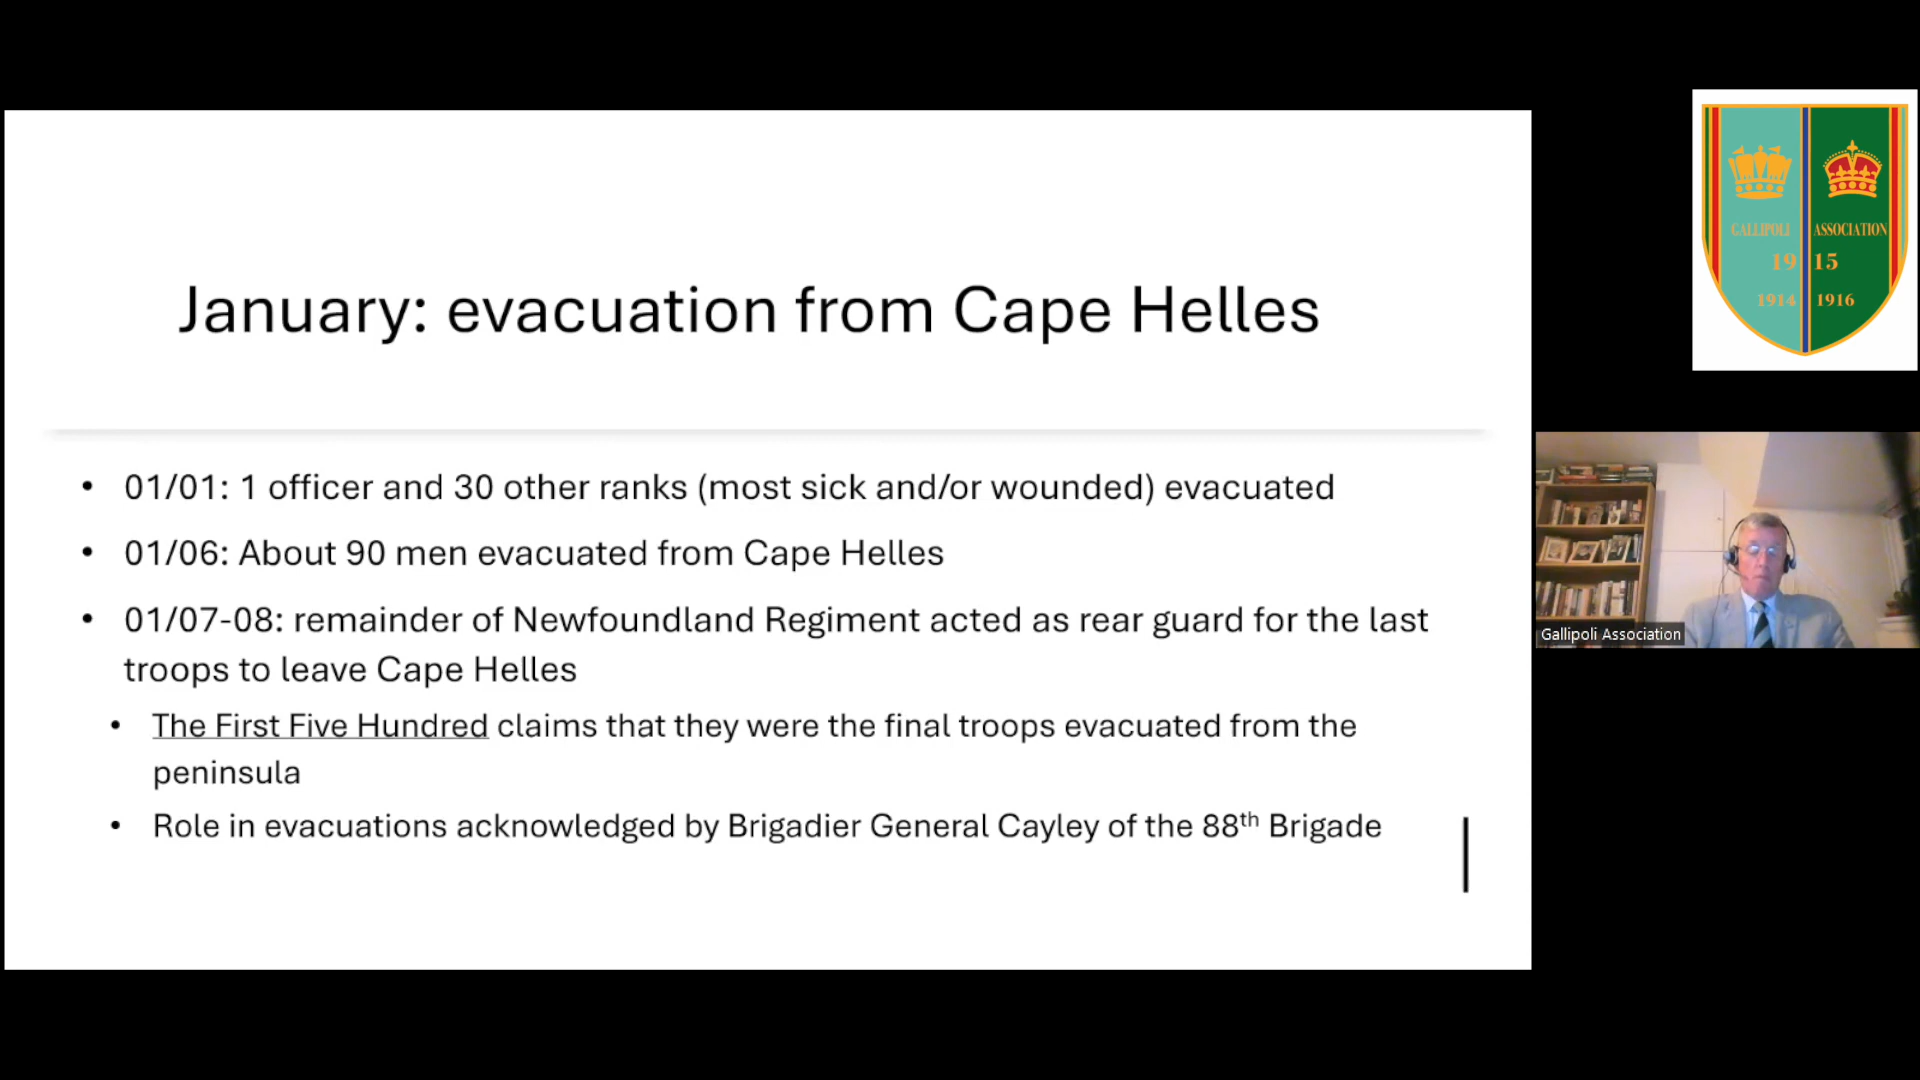 January: evacuation from Cape Helles
• 01/01: 1 officer and 30 other ranks (most sick and/or wounded) evacuated
• 01/06: About 90 men evacuated from Cape Helles
• 01/07-08: remainder of Newfoundland Regiment acted as rear guard for the last
troops to leave Cape Helles
• The First Five Hundred claims that they were the final troops evacuated from the
peninsula
• Role in evacuations acknowledged by Brigadier General Cayley of the 88th Brigade
GALLIPOLI ASSOCIATION
19 15
1914 1916
Gallipoli Association